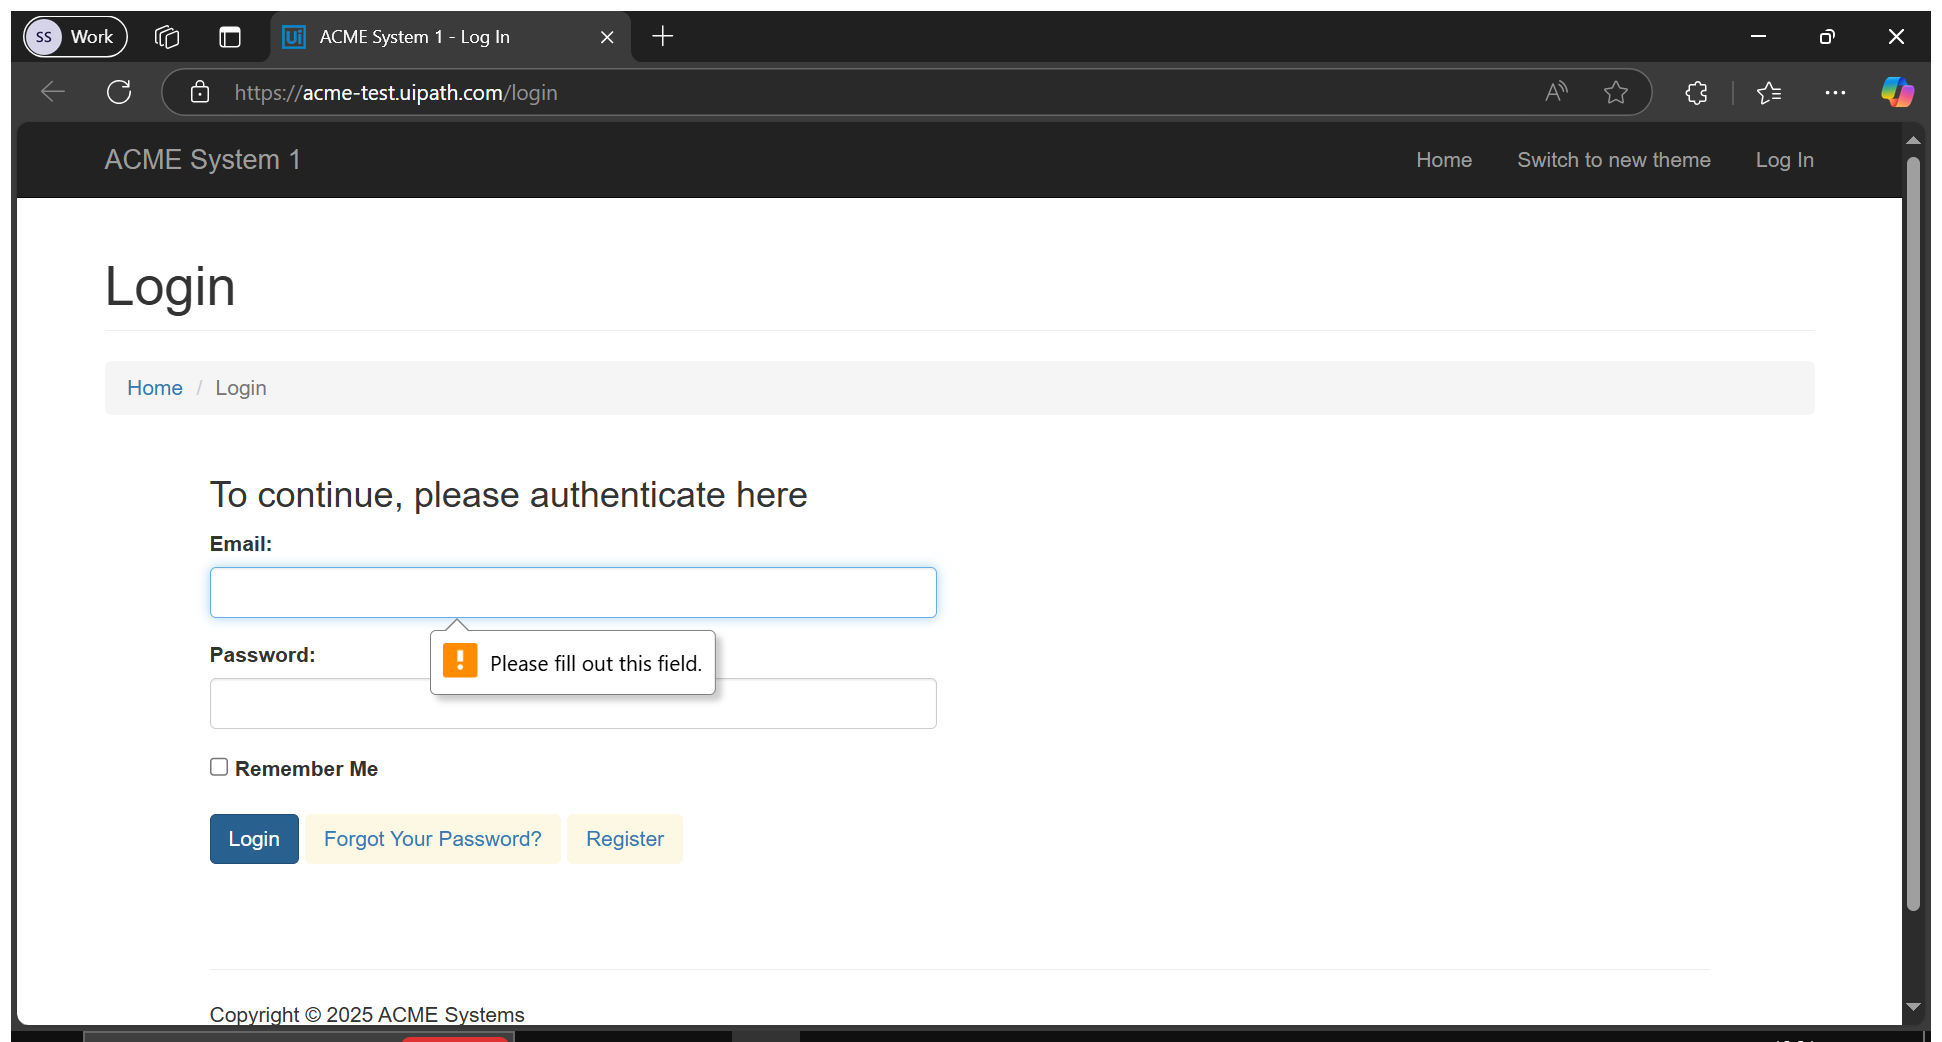 SS Work
Ui ACME System 1 - Log In
https://acme-test.uipath.com/login
ACME System 1
Home Switch to new theme Log In
Login
Home / Login
To continue, please authenticate here
Email:
! Please fill out this field.
Password:
Remember Me
Login Forgot Your Password? Register
Copyright © 2025 ACME Systems